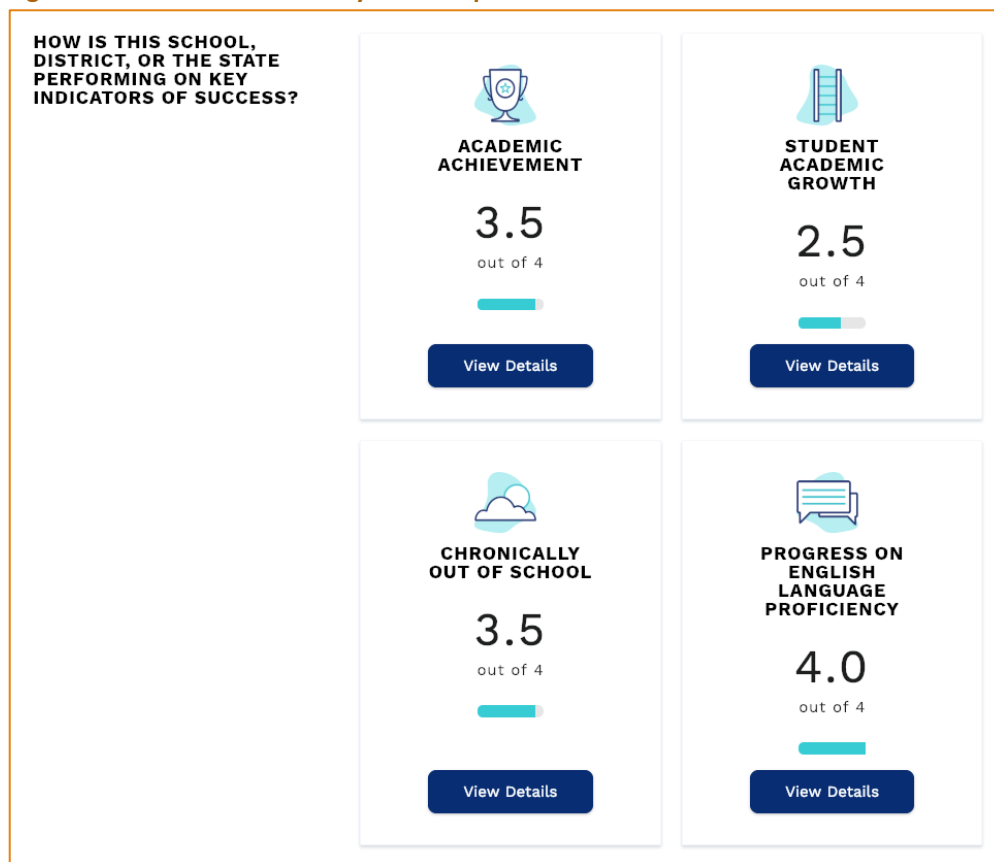 HOW IS THIS SCHOOL,
DISTRICT, OR THE STATE
PERFORMING ON KEY
INDICATORS OF SUCCESS?
ACADEMIC
ACHIEVEMENT
3.5
out of 4
View Details
STUDENT
ACADEMIC
GROWTH
2.5
out of 4
View Details
CHRONICALLY
OUT OF SCHOOL
3.5
out of 4
View Details
PROGRESS ON
ENGLISH
LANGUAGE
PROFICIENCY
4.0
out of 4
View Details